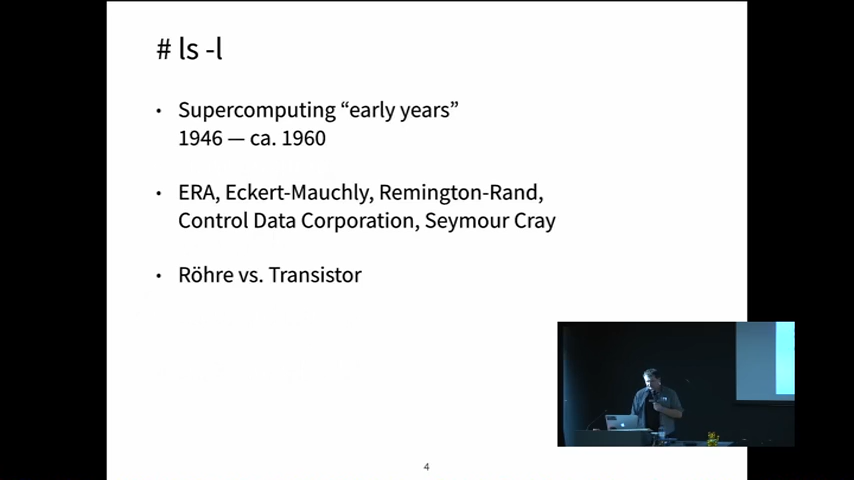 # ls -l
• Supercomputing “early years”
1946 — ca. 1960
• ERA, Eckert-Mauchly, Remington-Rand,
Control Data Corporation, Seymour Cray
• Röhre vs. Transistor
4